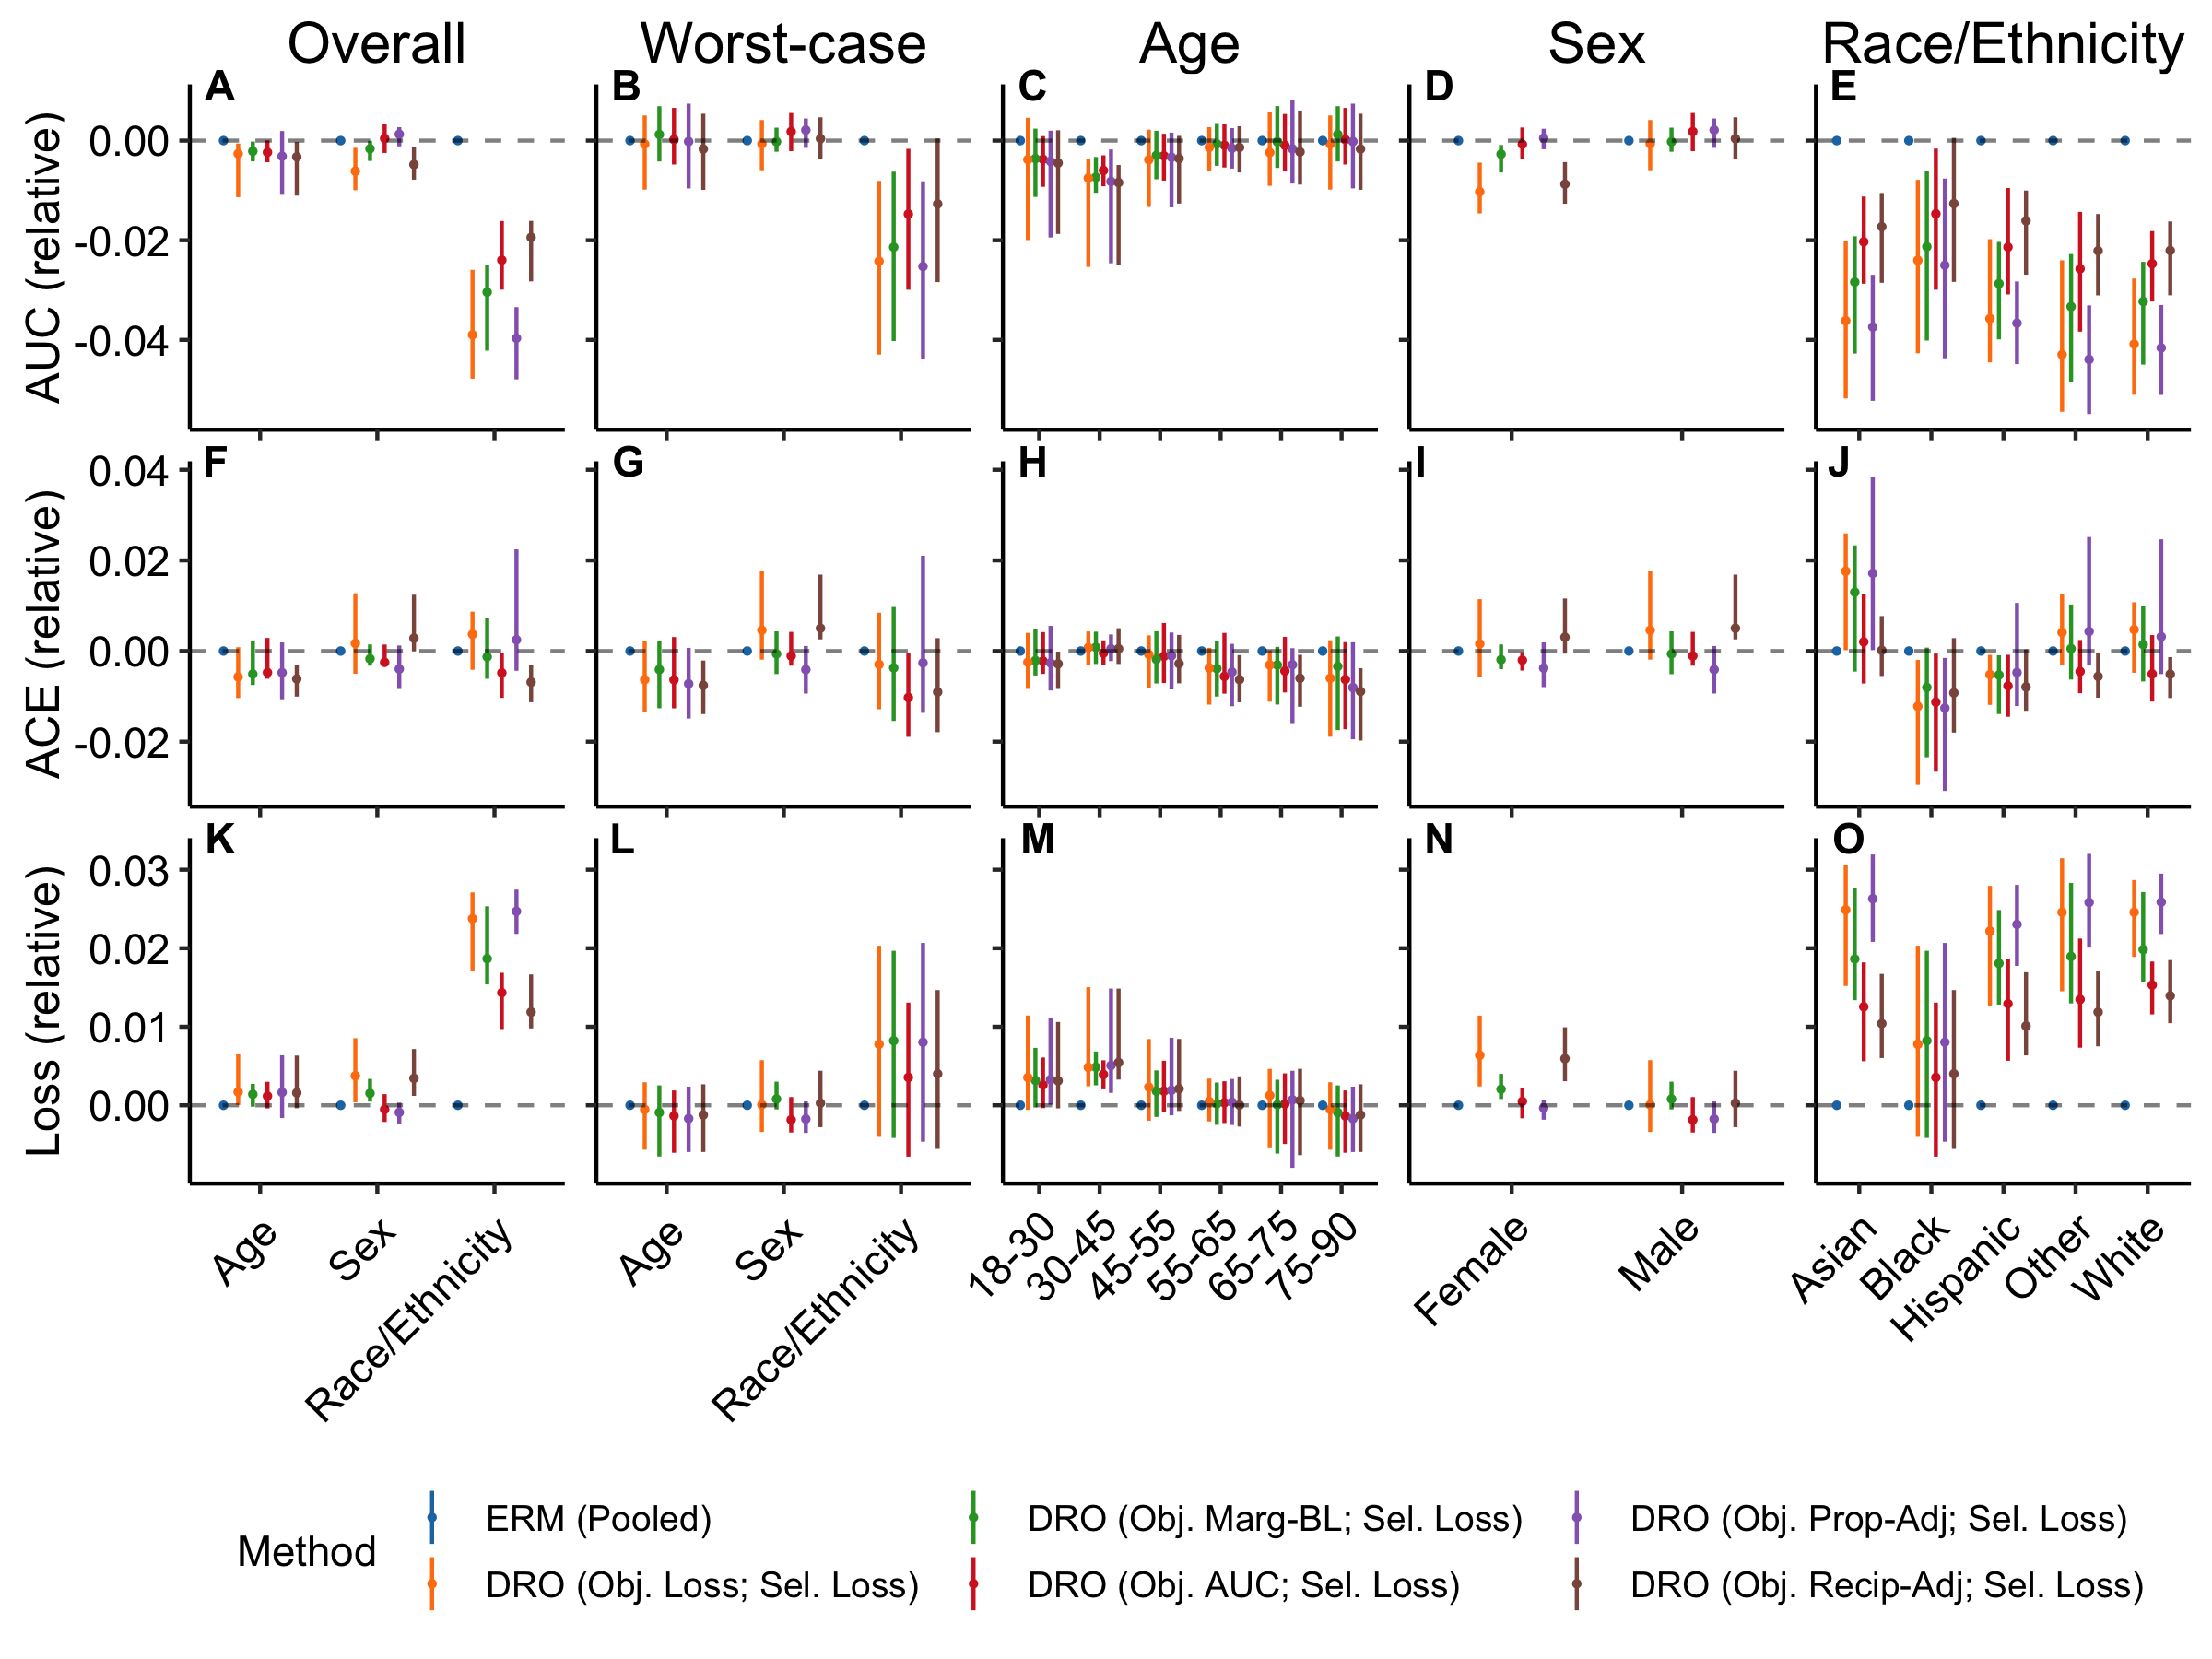 Overall Worst-case Age Sex Race/Ethnicity
A B C D E
AUC (relative)
0.00
-0.02
-0.04
F G H I J
ACE (relative)
0.04
0.02
0.00
-0.02
K L M N O
Loss (relative)
0.03
0.02
0.01
0.00
Age Sex Race/Ethnicity Age Sex Race/Ethnicity 18-30 30-45 45-55 55-65 65-75 75-90 Female Male Asian Black Hispanic Other White
Method
ERM (Pooled) DRO (Obj. Marg-BL; Sel. Loss) DRO (Obj. Prop-Adj; Sel. Loss)
DRO (Obj. Loss; Sel. Loss) DRO (Obj. AUC; Sel. Loss) DRO (Obj. Recip-Adj; Sel. Loss)